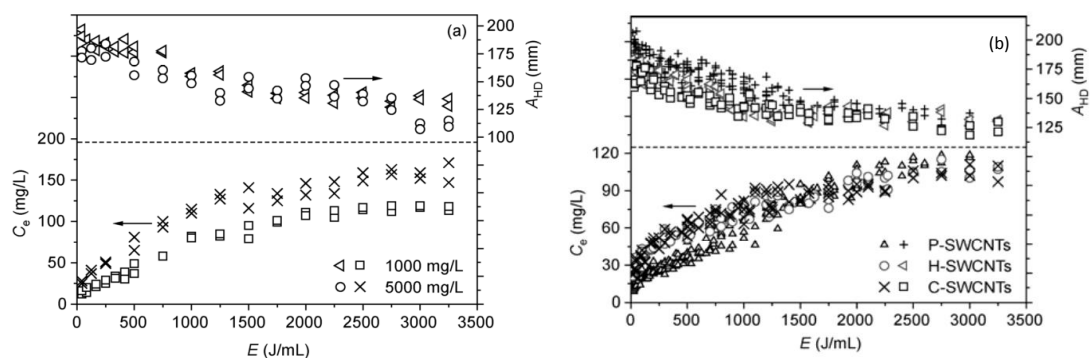 (a)
200
175
150
125
100
A_HD (mm)
200
150
100
50
0
C_e (mg/L)
1000 mg/L
5000 mg/L
0 500 1000 1500 2000 2500 3000 3500
E (J/mL)
(b)
200
175
150
125
A_HD (mm)
120
90
60
30
0
C_e (mg/L)
P-SWCNTs
H-SWCNTs
C-SWCNTs
0 500 1000 1500 2000 2500 3000 3500
E (J/mL)